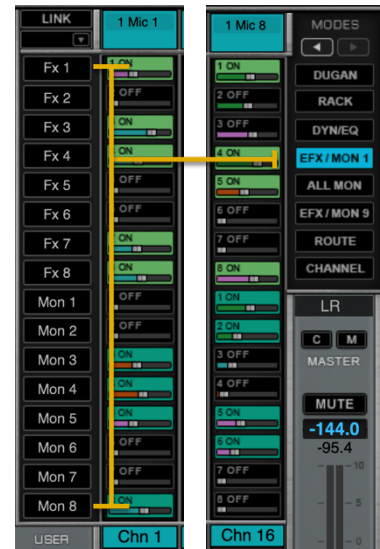 LINK
1 Mic 1
1 Mic 8
MODES
Fx 1
1 ON
1 ON
DUGAN
Fx 2
OFF
2 OFF
RACK
Fx 3
ON
3 OFF
DYN/EQ
Fx 4
ON
4 ON
EFX / MON 1
Fx 5
OFF
5 ON
ALL MON
Fx 6
OFF
6 OFF
EFX / MON 9
Fx 7
ON
7 OFF
ROUTE
Fx 8
ON
8 ON
CHANNEL
Mon 1
OFF
1 ON
LR
Mon 2
OFF
2 ON
C M
Mon 3
ON
3 OFF
MASTER
Mon 4
ON
4 OFF
MUTE
Mon 5
ON
5 ON
-144.0
Mon 6
OFF
6 ON
-95.4
Mon 7
OFF
7 OFF
10
Mon 8
ON
8 OFF
5
USER
Chn 1
Chn 16
0